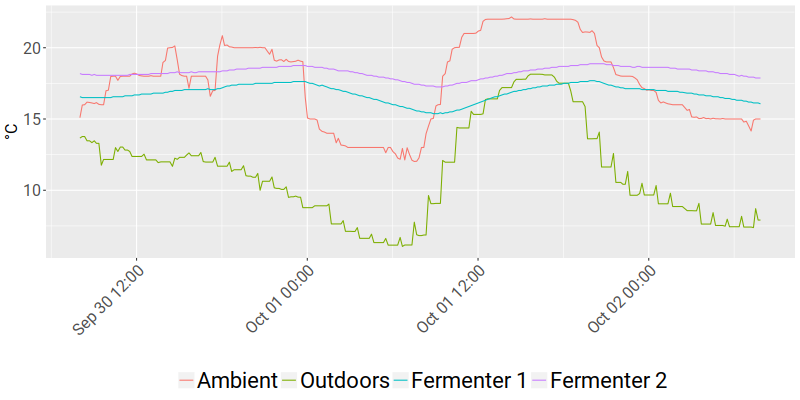 20
15
10
°C
Sep 30 12:00
Oct 01 00:00
Oct 01 12:00
Oct 02 00:00
Ambient Outdoors Fermenter 1 Fermenter 2